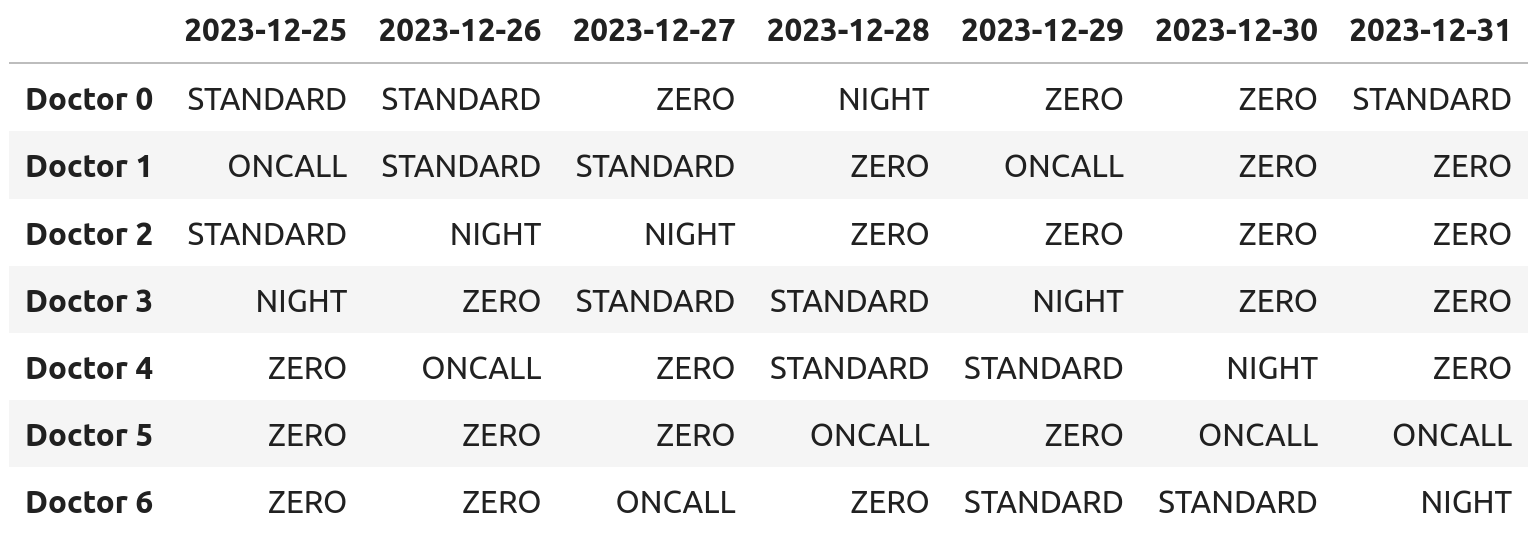 2023-12-25 2023-12-26 2023-12-27 2023-12-28 2023-12-29 2023-12-30 2023-12-31
Doctor 0 STANDARD STANDARD ZERO NIGHT ZERO ZERO STANDARD
Doctor 1 ONCALL STANDARD STANDARD ZERO ONCALL ZERO ZERO
Doctor 2 STANDARD NIGHT NIGHT ZERO ZERO ZERO ZERO
Doctor 3 NIGHT ZERO STANDARD STANDARD NIGHT ZERO ZERO
Doctor 4 ZERO ONCALL ZERO STANDARD STANDARD NIGHT ZERO
Doctor 5 ZERO ZERO ZERO ONCALL ZERO ONCALL ONCALL
Doctor 6 ZERO ZERO ONCALL ZERO STANDARD STANDARD NIGHT